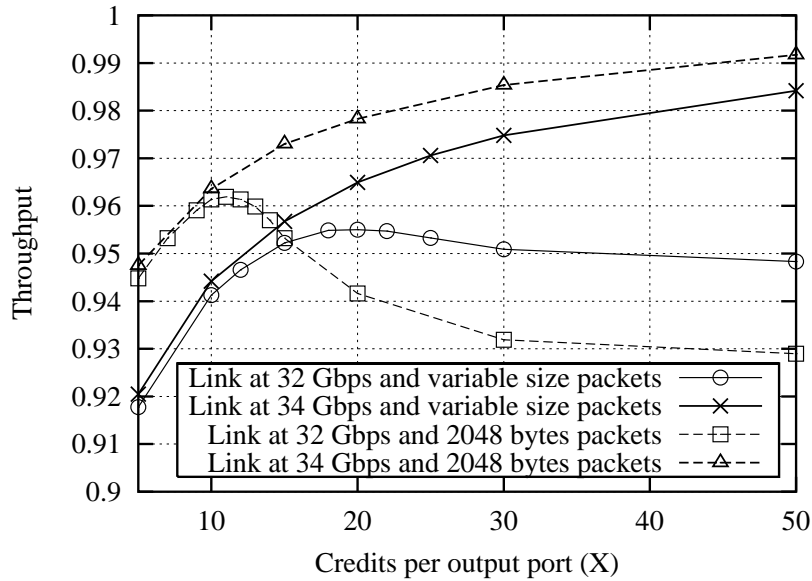 1
0.99
0.98
0.97
0.96
0.95
0.94
0.93
0.92
0.91
0.9
Throughput
Link at 32 Gbps and variable size packets
Link at 34 Gbps and variable size packets
Link at 32 Gbps and 2048 bytes packets
Link at 34 Gbps and 2048 bytes packets
10 20 30 40 50
Credits per output port (X)